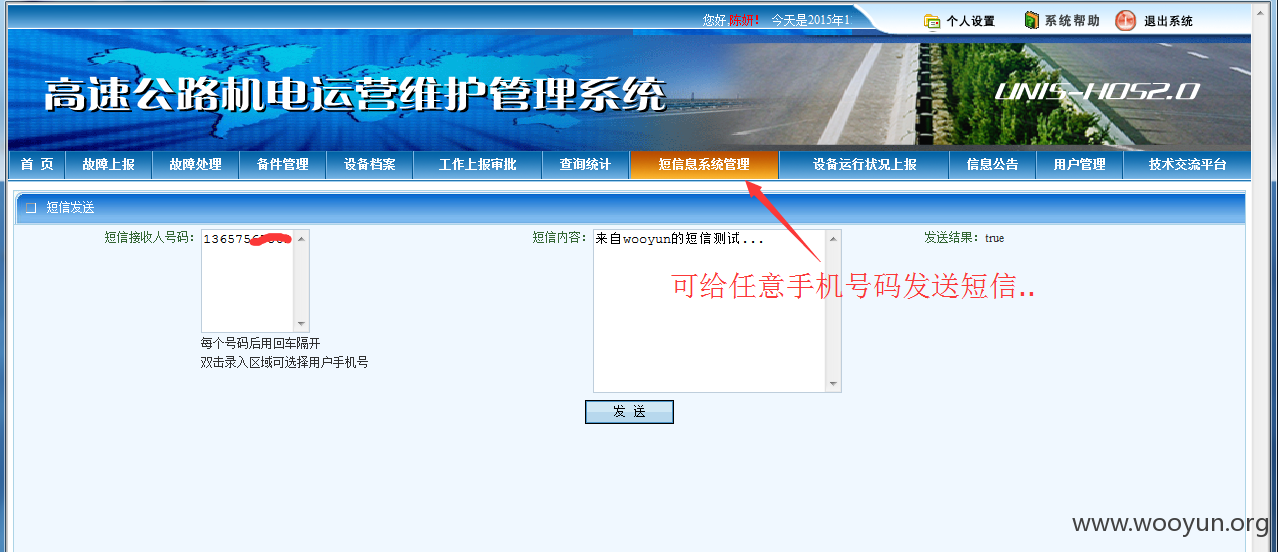 您好 陈妍! 今天是2015年1
个人设置 系统帮助 退出系统
高速公路机电运营维护管理系统
UNIS-HOS2.0
首 页 故障上报 故障处理 备件管理 设备档案 工作上报审批 查询统计 短信息系统管理 设备运行状况上报 信息公告 用户管理 技术交流平台
短信发送
短信接收人号码: 1365756 短信内容: 来自wooyun的短信测试... 发送结果: true
可给任意手机号码发送短信..
每个号码后用回车隔开
双击录入区域可选择用户手机号
发 送
www.wooyun.org